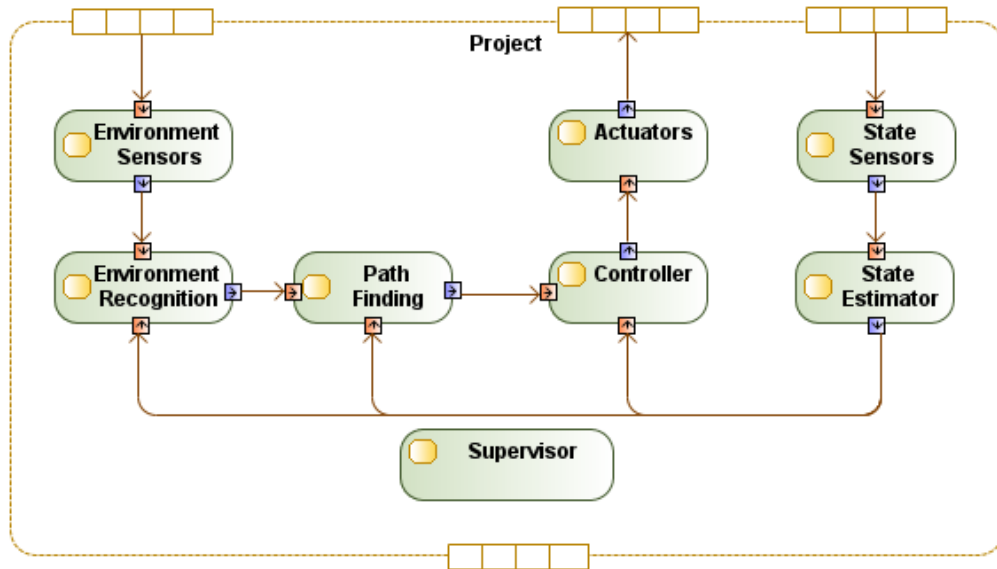 Project
Environment
Sensors
Actuators
State
Sensors
Environment
Recognition
Path
Finding
Controller
State
Estimator
Supervisor